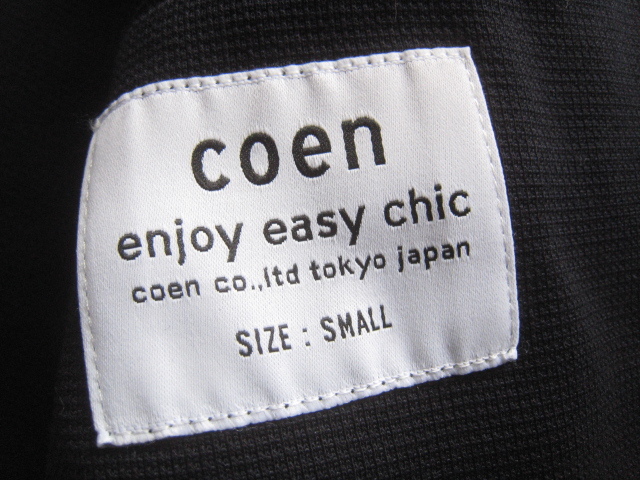 coen
enjoy easy chic
coen co.,ltd tokyo japan
SIZE : SMALL